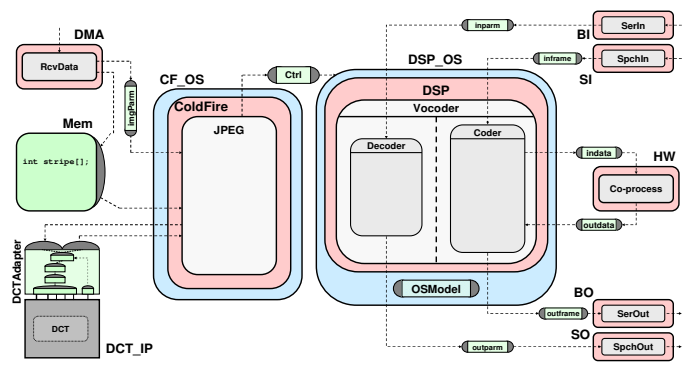 DMA
RcvData
imgParm
Mem
int stripe[];
DCTAdapter
DCT
DCT_IP
CF_OS
ColdFire
JPEG
Ctrl
DSP_OS
DSP
Vocoder
Decoder
Coder
OSModel
inparm
inframe
BI
SerIn
SpchIn
SI
indata
HW
Co-process
outdata
BO
outframe
SerOut
SO
outparm
SpchOut